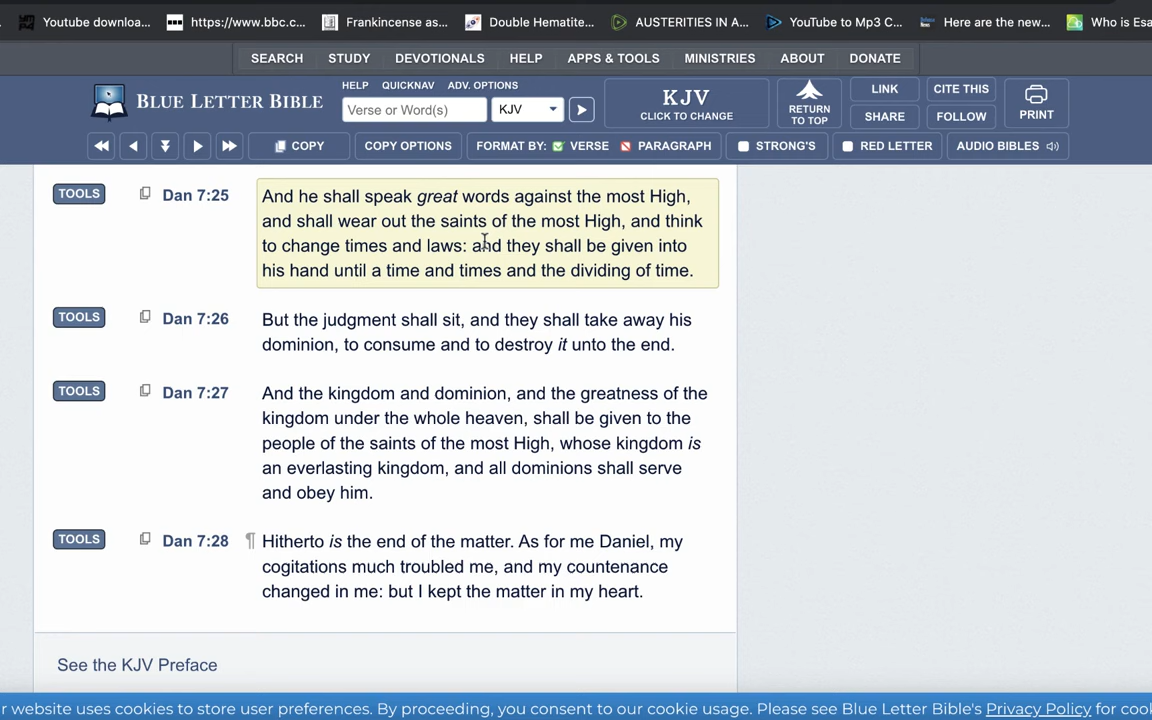 Youtube downloa... https://www.bbc.c... Frankincense as... Double Hematite... AUSTERITIES IN A... YouTube to Mp3 C... Here are the new... Who is Esa
SEARCH STUDY DEVOTIONALS HELP APPS & TOOLS MINISTRIES ABOUT DONATE
HELP QUICKNAV ADV. OPTIONS
BLUE LETTER BIBLE
Verse or Word(s) KJV
KJV
CLICK TO CHANGE
RETURN
TO TOP
LINK CITE THIS
SHARE FOLLOW
PRINT
COPY COPY OPTIONS FORMAT BY: VERSE PARAGRAPH STRONG'S RED LETTER AUDIO BIBLES
TOOLS Dan 7:25 And he shall speak great words against the most High,
and shall wear out the saints of the most High, and think
to change times and laws: and they shall be given into
his hand until a time and times and the dividing of time.
TOOLS Dan 7:26 But the judgment shall sit, and they shall take away his
dominion, to consume and to destroy it unto the end.
TOOLS Dan 7:27 And the kingdom and dominion, and the greatness of the
kingdom under the whole heaven, shall be given to the
people of the saints of the most High, whose kingdom is
an everlasting kingdom, and all dominions shall serve
and obey him.
TOOLS Dan 7:28 ¶ Hitherto is the end of the matter. As for me Daniel, my
cogitations much troubled me, and my countenance
changed in me: but I kept the matter in my heart.
See the KJV Preface
r website uses cookies to store user preferences. By proceeding, you consent to our cookie usage. Please see Blue Letter Bible's Privacy Policy for cook